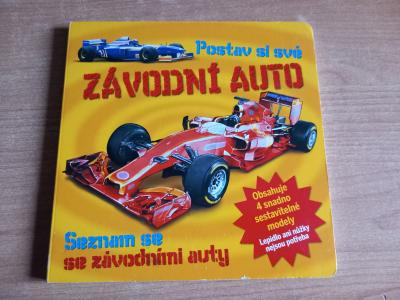 Postav si své
ZÁVODNÍ AUTO
Obsahuje
4 snadno
sestavitelné
modely
Lepidlo ani nůžky
nejsou potřeba
Seznam se
se závodními auty